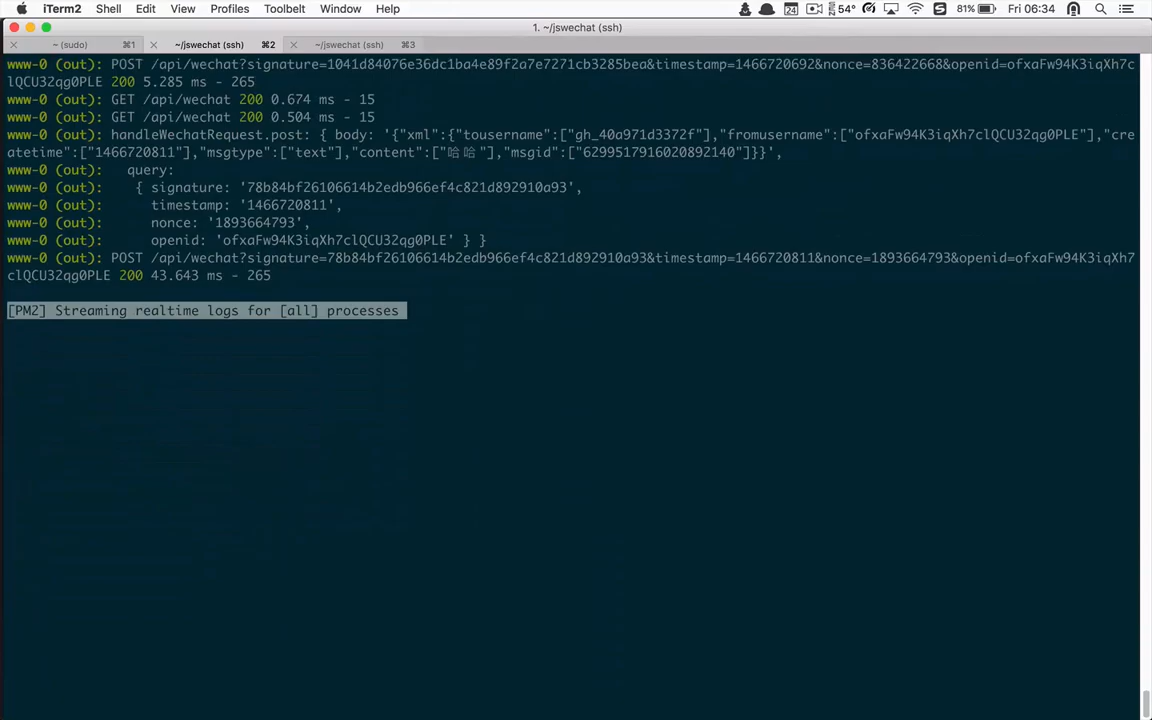 iTerm2 Shell Edit View Profiles Toolbelt Window Help 24 54° 81% Fri 06:34
1. ~/jswechat (ssh)
~ (sudo) ⌘1 ~/jswechat (ssh) ⌘2 ~/jswechat (ssh) ⌘3
www-0 (out): POST /api/wechat?signature=1041d84076e36dc1ba4e89f2a7e7271cb3285bea&timestamp=1466720692&nonce=836422668&openid=ofxaFw94K3iqXh7c
lQCU32qg0PLE 200 5.285 ms - 265
www-0 (out): GET /api/wechat 200 0.674 ms - 15
www-0 (out): GET /api/wechat 200 0.504 ms - 15
www-0 (out): handleWechatRequest.post: { body: '{"xml":{"tousername":["gh_40a971d3372f"],"fromusername":["ofxaFw94K3iqXh7clQCU32qg0PLE"],"cre
atetime":["1466720811"],"msgtype":["text"],"content":["哈哈"],"msgid":["6299517916020892140"]}}',
www-0 (out):   query:
www-0 (out):    { signature: '78b84bf26106614b2edb966ef4c821d892910a93',
www-0 (out):      timestamp: '1466720811',
www-0 (out):      nonce: '1893664793',
www-0 (out):      openid: 'ofxaFw94K3iqXh7clQCU32qg0PLE' } }
www-0 (out): POST /api/wechat?signature=78b84bf26106614b2edb966ef4c821d892910a93&timestamp=1466720811&nonce=1893664793&openid=ofxaFw94K3iqXh7
clQCU32qg0PLE 200 43.643 ms - 265
[PM2] Streaming realtime logs for [all] processes